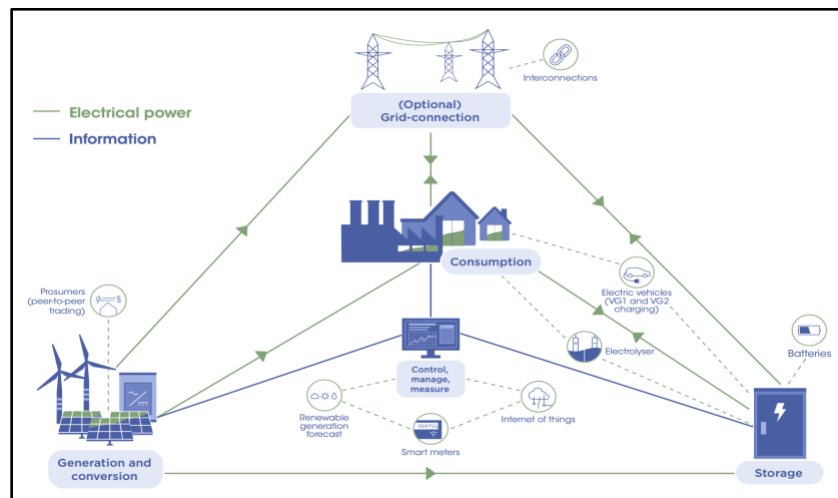 Interconnections
(Optional)
Grid-connection
Electrical power
Information
Consumption
Prosumers
(peer-to-peer
trading)
Electric vehicles
(VG1 and VG2
charging)
Electrolyser
Batteries
Control,
manage,
measure
Renewable
generation
forecast
Internet of things
Smart meters
Generation and
conversion
Storage